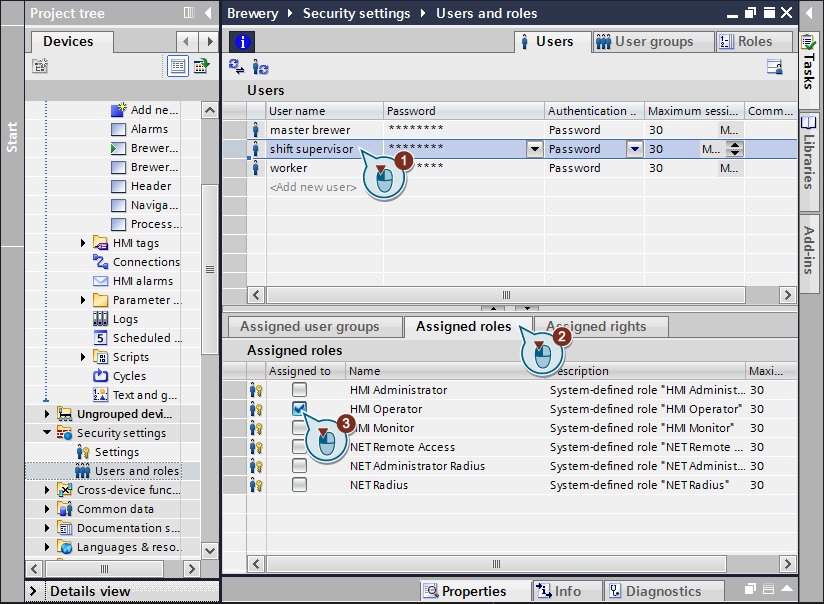 Project tree
Brewery Security settings Users and roles
Devices
Users User groups Roles
Start
Tasks
Libraries
Add-ins
Users
User name Password Authentication .. Maximum sessi... Comm...
master brewer ******** Password 30 M...
shift supervisor ******** Password 30 M...
worker ******** Password 30 M...
<Add new user>
1
Add ne...
Alarms
Brewer...
Brewer...
Header
Naviga...
Process...
HMI tags
Connections
HMI alarms
Parameter ...
Logs
Scheduled ...
Scripts
Cycles
Text and g...
Ungrouped devi...
Security settings
Settings
Users and roles
Cross-device func...
Common data
Documentation s...
Languages & reso..
Details view
Assigned user groups Assigned roles Assigned rights
2
Assigned roles
Assigned to Name escription Maxi...
HMI Administrator System-defined role "HMI Administ... 30
HMI Operator System-defined role "HMI Operator" 30
3
HMI Monitor System-defined role "HMI Monitor" 30
NET Remote Access System-defined role "NET Remote ... 30
NET Administrator Radius System-defined role "NET Administ... 30
NET Radius System-defined role "NET Radius" 30
Properties Info Diagnostics